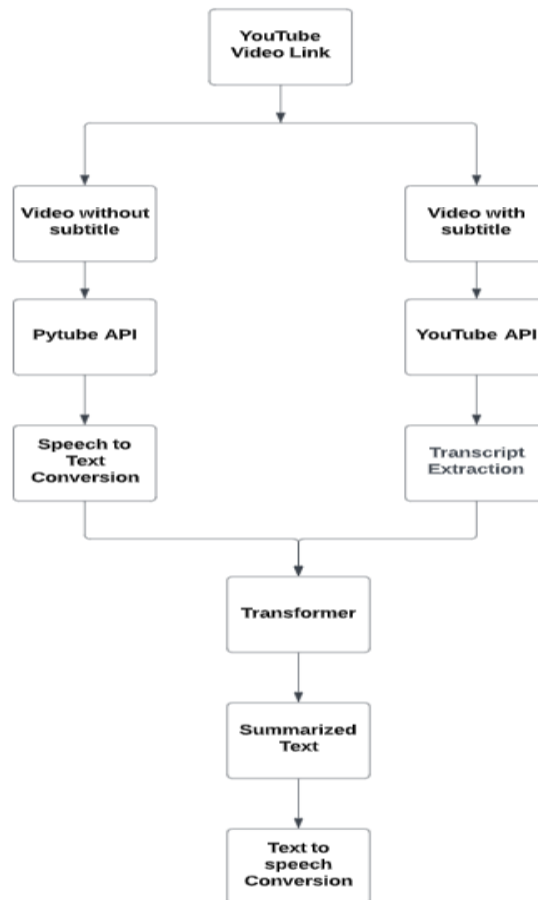 YouTube
Video Link
Video without
subtitle
Video with
subtitle
Pytube API
YouTube API
Speech to
Text
Conversion
Transcript
Extraction
Transformer
Summarized
Text
Text to
speech
Conversion